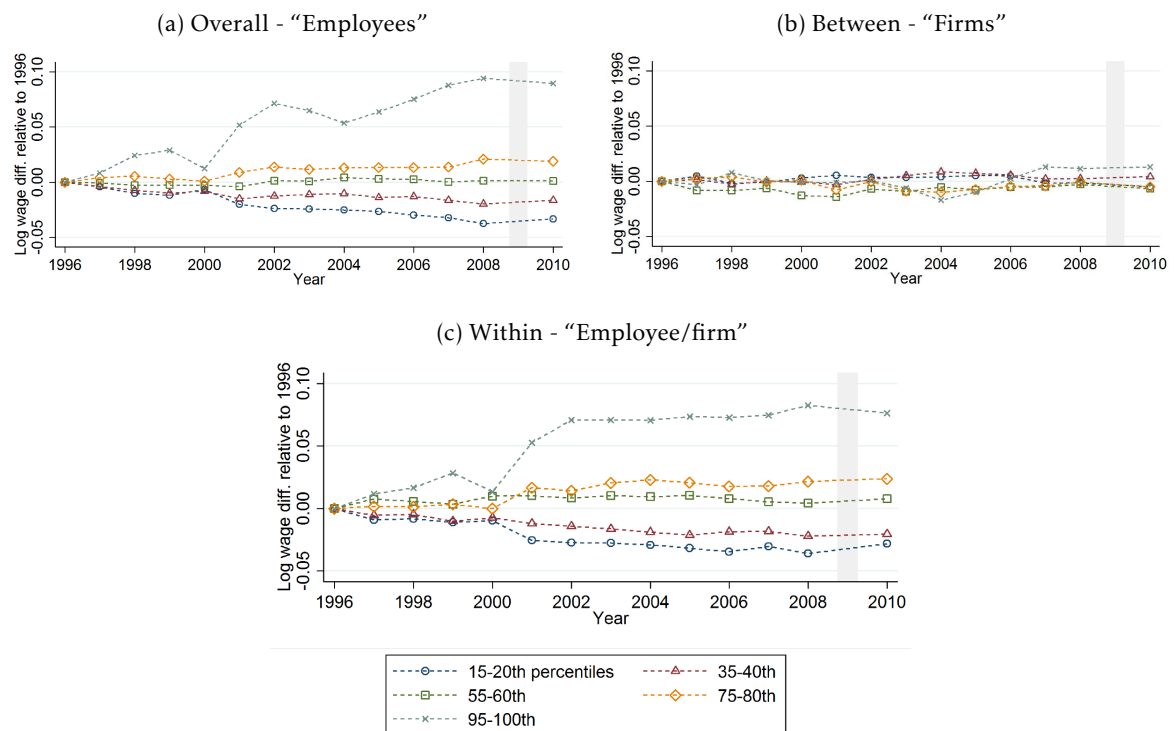 (a) Overall - “Employees”
Log wage diff. relative to 1996
0.10
0.05
0.00
-0.05
1996 1998 2000 2002 2004 2006 2008 2010
Year
(b) Between - “Firms”
Log wage diff. relative to 1996
0.10
0.05
0.00
-0.05
1996 1998 2000 2002 2004 2006 2008 2010
Year
(c) Within - “Employee/firm”
Log wage diff. relative to 1996
0.10
0.05
0.00
-0.05
1996 1998 2000 2002 2004 2006 2008 2010
Year
15-20th percentiles 35-40th
55-60th 75-80th
95-100th